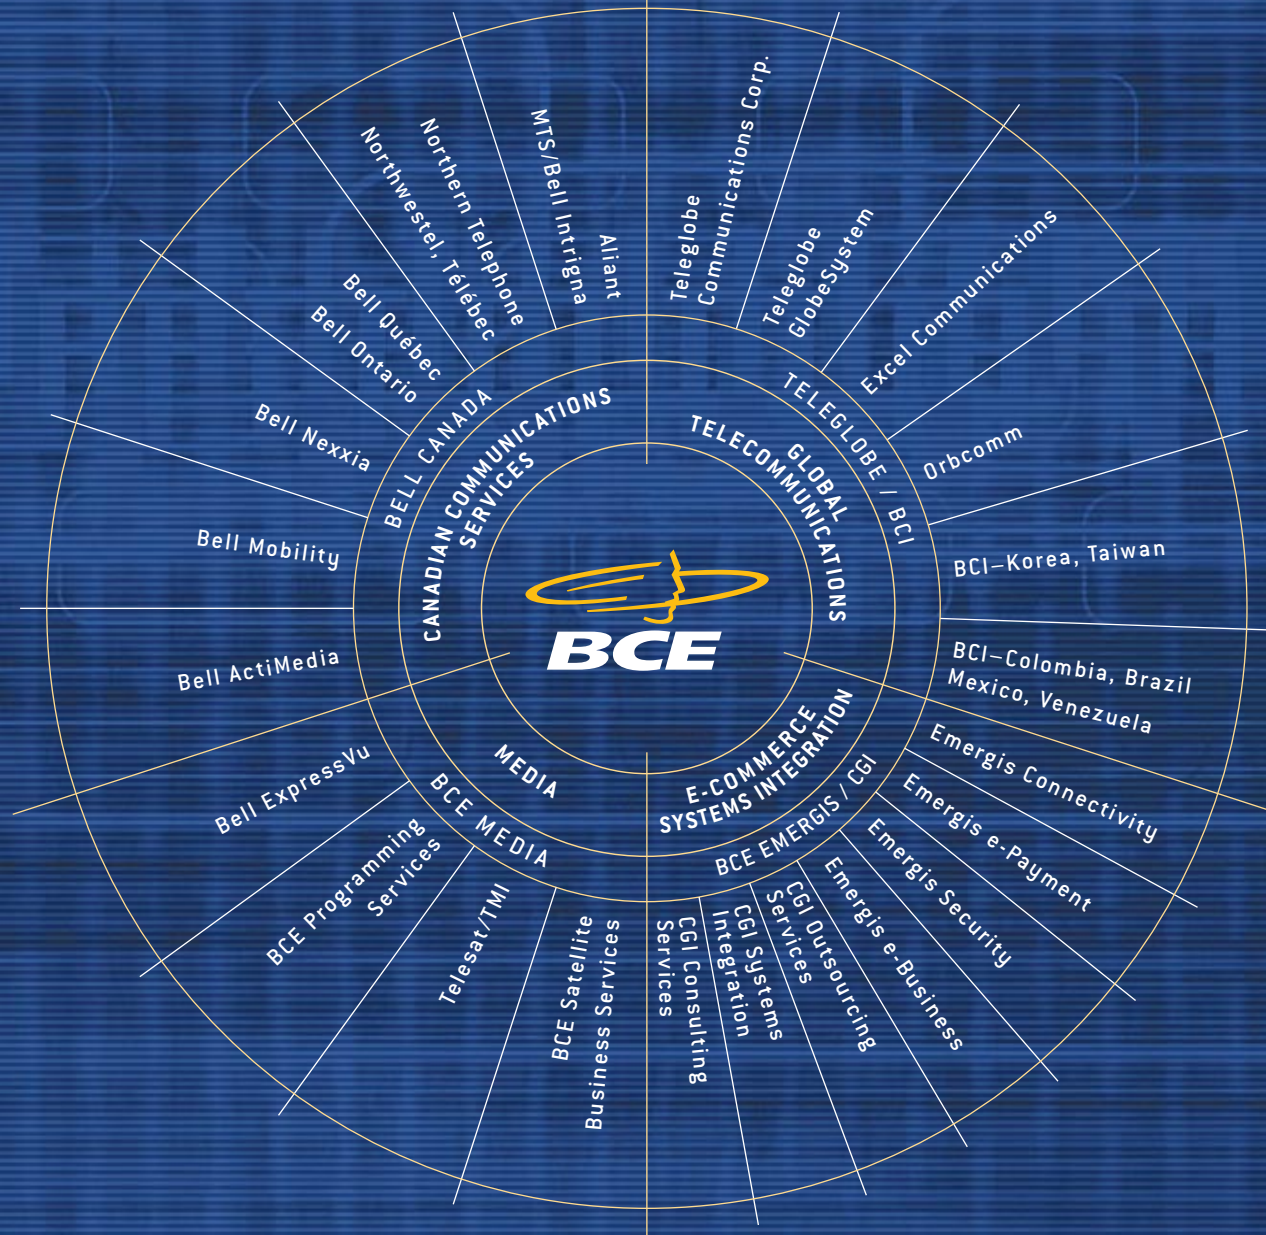 BCE
CANADIAN COMMUNICATIONS
SERVICES
GLOBAL
TELECOMMUNICATIONS
E-COMMERCE
SYSTEMS INTEGRATION
MEDIA
BELL CANADA
TELEGLOBE / BCI
BCE EMERGIS / CGI
BCE MEDIA
Teleglobe
Communications Corp.
Teleglobe
GlobeSystem
Excel Communications
Orbcomm
BCI–Korea, Taiwan
BCI–Colombia, Brazil
Mexico, Venezuela
Emergis Connectivity
Emergis e-Payment
Emergis Security
Emergis e-Business
CGI Outsourcing
Services
CGI Systems
Integration
CGI Consulting
Services
BCE Satellite
Business Services
Telesat/TMI
BCE Programming
Services
Bell ExpressVu
Bell ActiMedia
Bell Mobility
Bell Nexxia
Bell Québec
Bell Ontario
Northern Telephone
Northwestel, Télébec
MTS/Bell Intrigna
Aliant